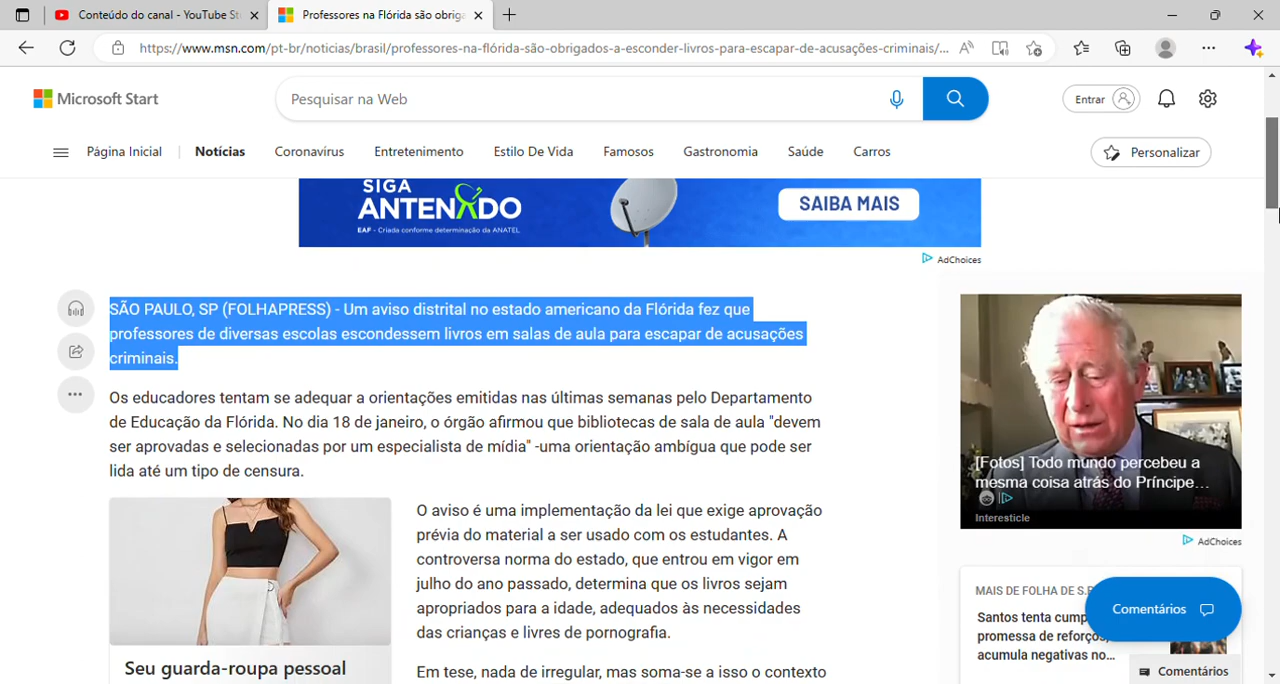 Conteúdo do canal - YouTube St
Professores na Flórida são obriga
https://www.msn.com/pt-br/noticias/brasil/professores-na-flórida-são-obrigados-a-esconder-livros-para-escapar-de-acusações-criminais/...
Microsoft Start
Pesquisar na Web
Entrar
Página Inicial
Notícias
Coronavírus
Entretenimento
Estilo De Vida
Famosos
Gastronomia
Saúde
Carros
Personalizar
SIGA
ANTENADO
EAF - Criada conforme determinação da ANATEL
SAIBA MAIS
AdChoices
SÃO PAULO, SP (FOLHAPRESS) - Um aviso distrital no estado americano da Flórida fez que
professores de diversas escolas escondessem livros em salas de aula para escapar de acusações
criminais.
Os educadores tentam se adequar a orientações emitidas nas últimas semanas pelo Departamento
de Educação da Flórida. No dia 18 de janeiro, o órgão afirmou que bibliotecas de sala de aula "devem
ser aprovadas e selecionadas por um especialista de mídia" -uma orientação ambígua que pode ser
lida até um tipo de censura.
O aviso é uma implementação da lei que exige aprovação
prévia do material a ser usado com os estudantes. A
controversa norma do estado, que entrou em vigor em
julho do ano passado, determina que os livros sejam
apropriados para a idade, adequados às necessidades
das crianças e livres de pornografia.
Em tese, nada de irregular, mas soma-se a isso o contexto
Seu guarda-roupa pessoal
[Fotos] Todo mundo percebeu a
mesma coisa atrás do Príncipe...
Interesticle
AdChoices
MAIS DE FOLHA DE S.P
Santos tenta cump
promessa de reforços,
acumula negativas no...
Comentários
Comentários